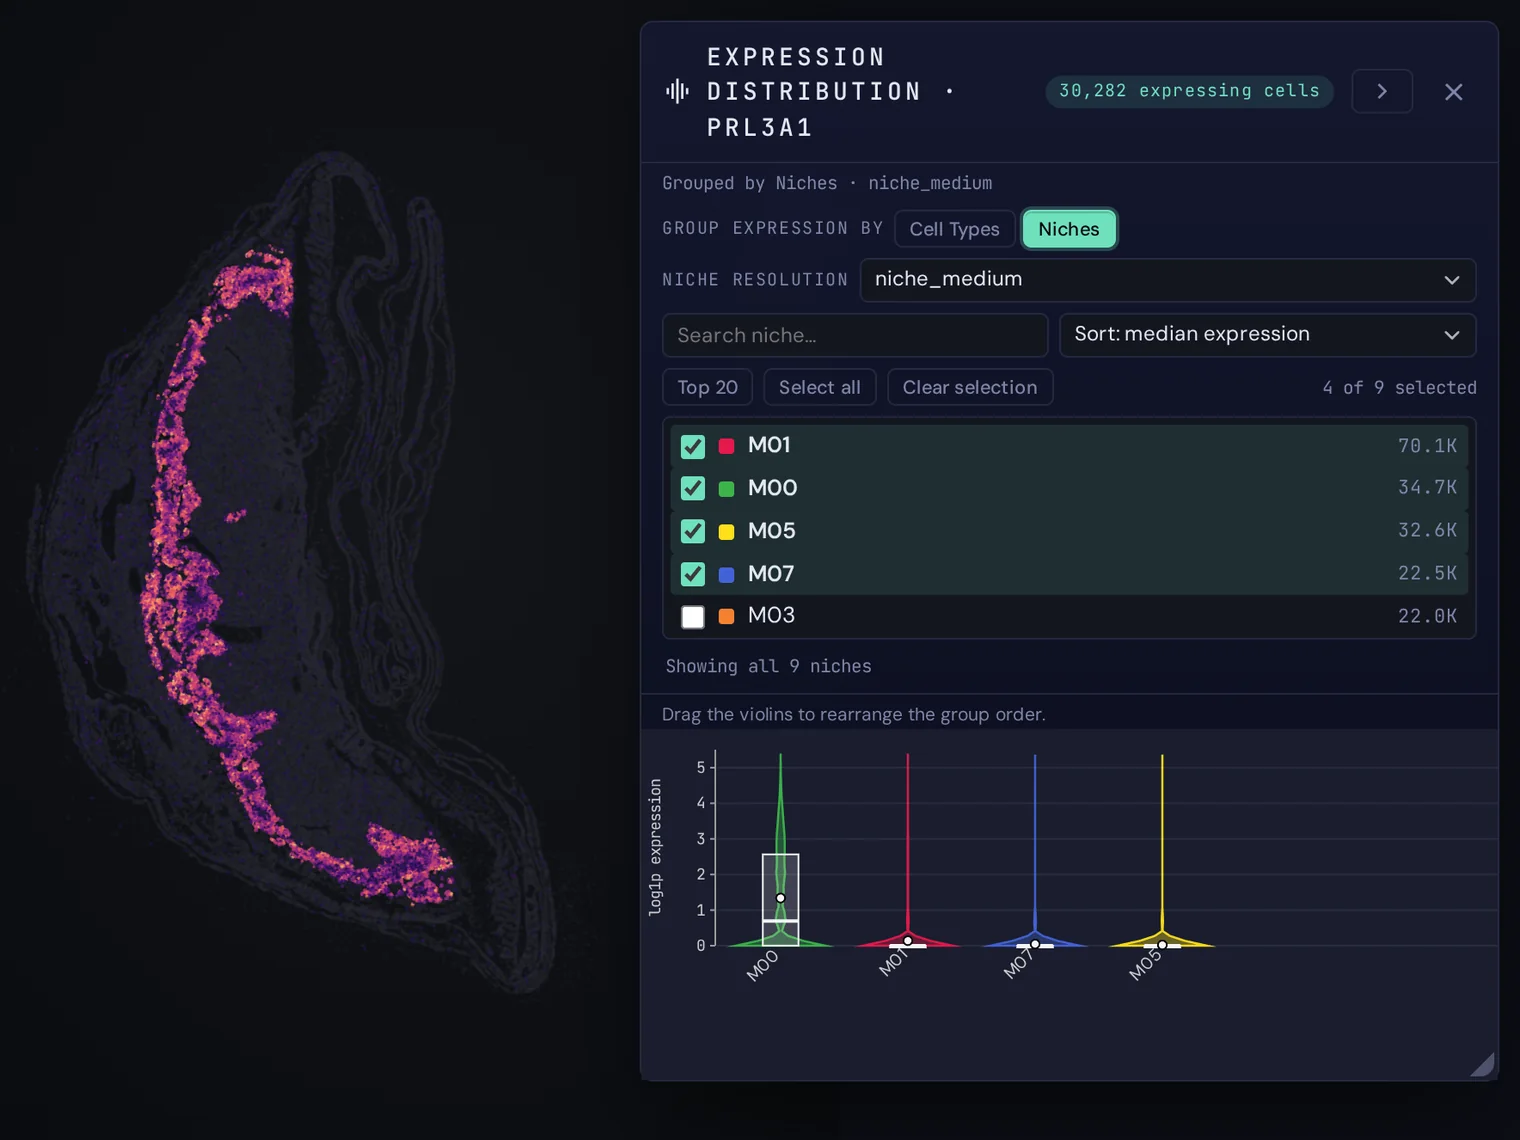 EXPRESSION
DISTRIBUTION ·
PRL3A1
30,282 expressing cells
Grouped by Niches · niche_medium
GROUP EXPRESSION BY Cell Types Niches
NICHE RESOLUTION niche_medium
Search niche… Sort: median expression
Top 20 Select all Clear selection 4 of 9 selected
M01 70.1K
M00 34.7K
M05 32.6K
M07 22.5K
M03 22.0K
Showing all 9 niches
Drag the violins to rearrange the group order.
log1p expression
5
4
3
2
1
0
M00 M01 M07 M05